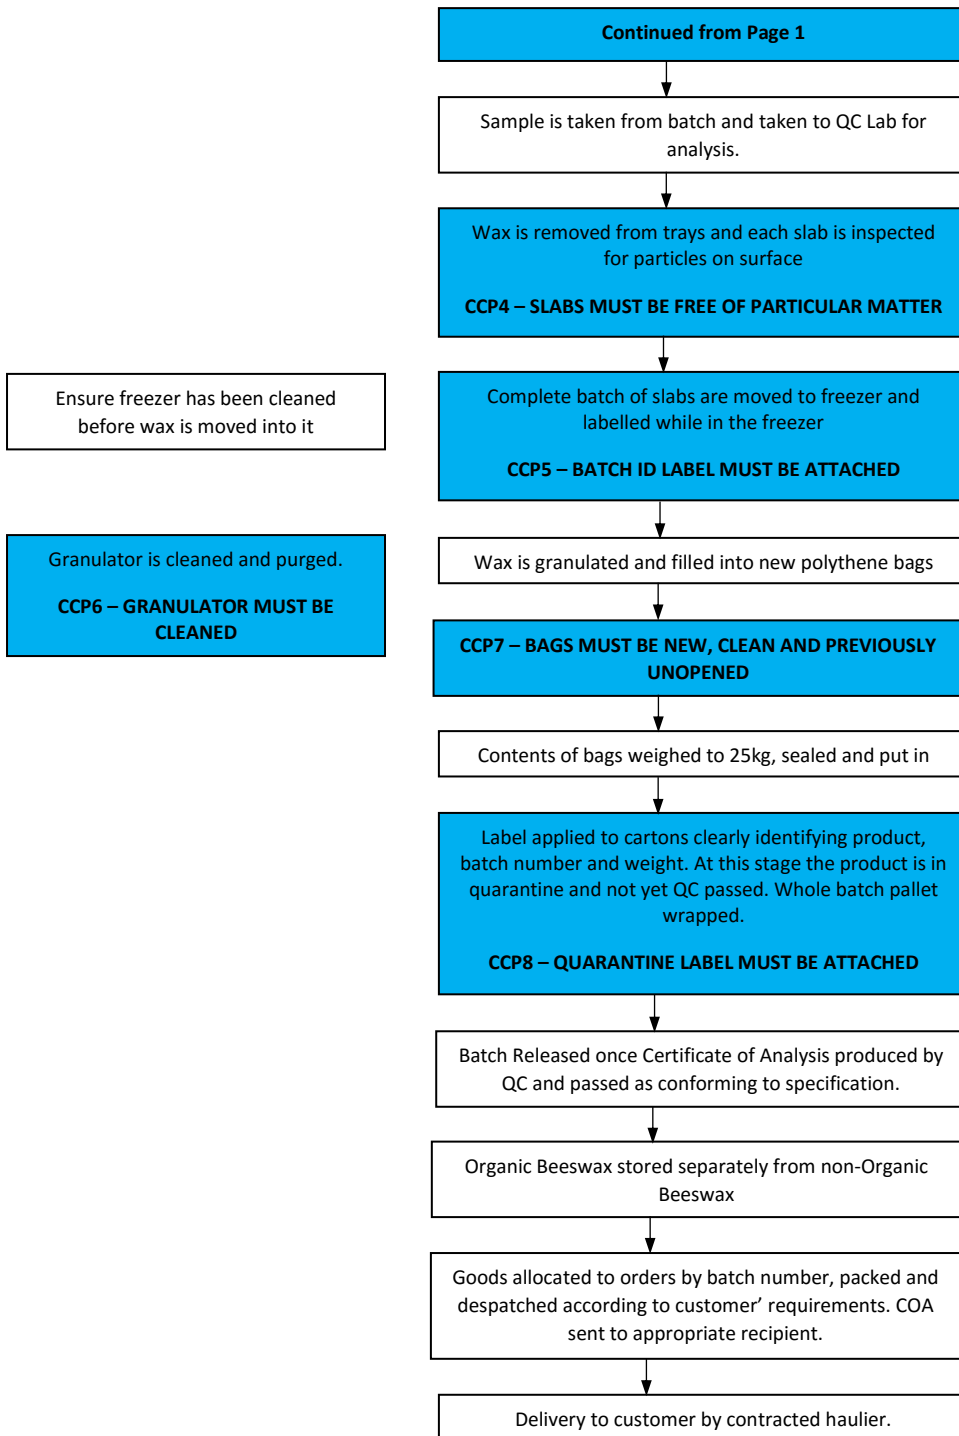 Continued from Page 1
Sample is taken from batch and taken to QC Lab for
analysis.
Wax is removed from trays and each slab is inspected
for particles on surface
CCP4 – SLABS MUST BE FREE OF PARTICULAR MATTER
Ensure freezer has been cleaned
before wax is moved into it
Complete batch of slabs are moved to freezer and
labelled while in the freezer
CCP5 – BATCH ID LABEL MUST BE ATTACHED
Granulator is cleaned and purged.
CCP6 – GRANULATOR MUST BE
CLEANED
Wax is granulated and filled into new polythene bags
CCP7 – BAGS MUST BE NEW, CLEAN AND PREVIOUSLY
UNOPENED
Contents of bags weighed to 25kg, sealed and put in
Label applied to cartons clearly identifying product,
batch number and weight. At this stage the product is in
quarantine and not yet QC passed. Whole batch pallet
wrapped.
CCP8 – QUARANTINE LABEL MUST BE ATTACHED
Batch Released once Certificate of Analysis produced by
QC and passed as conforming to specification.
Organic Beeswax stored separately from non-Organic
Beeswax
Goods allocated to orders by batch number, packed and
despatched according to customer’ requirements. COA
sent to appropriate recipient.
Delivery to customer by contracted haulier.